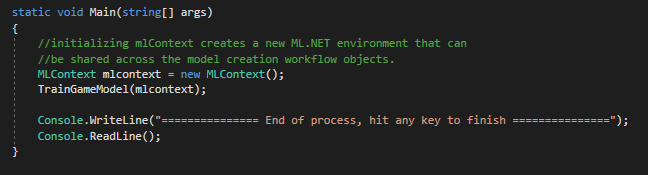 static void Main(string[] args)
{
//initializing mlContext creates a new ML.NET environment that can
//be shared across the model creation workflow objects.
MLContext mlcontext = new MLContext();
TrainGameModel(mlcontext);
Console.WriteLine("=============== End of process, hit any key to finish ===============");
Console.ReadLine();
}